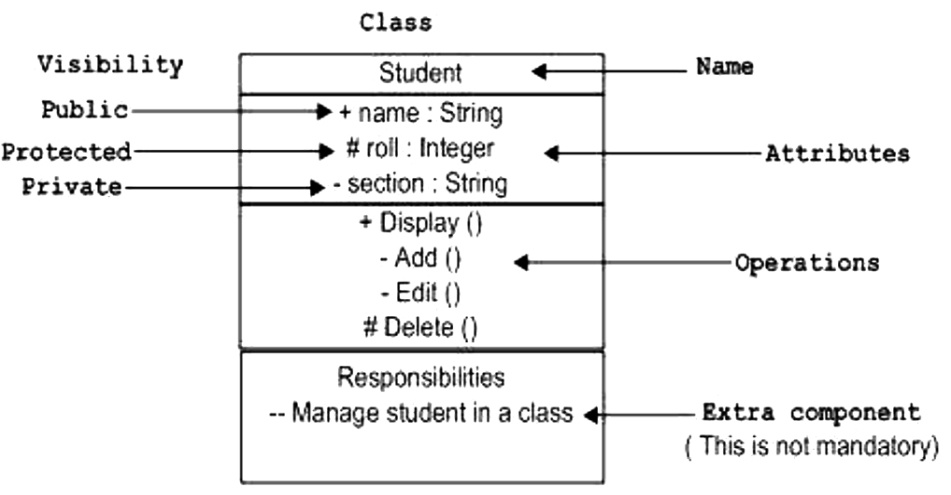 Class
Visibility
Student
Name
Public
+ name : String
Protected
# roll : Integer
Attributes
Private
- section : String
+ Display ()
- Add ()
Operations
- Edit ()
# Delete ()
Responsibilities
-- Manage student in a class
Extra component
( This is not mandatory)